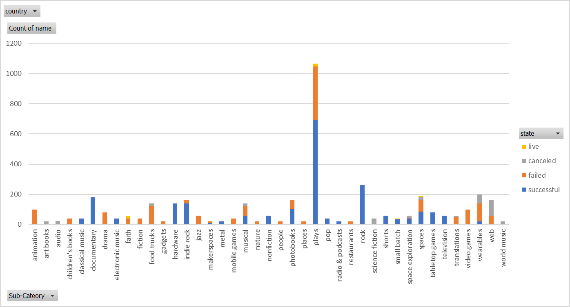 country
Count of name
1200
1000
800
600
400
200
0
animation
art books
audio
children's books
classical music
documentary
drama
electronic music
faith
fiction
food trucks
gadgets
hardware
indie rock
jazz
makerspaces
metal
mobile games
musical
nature
nonfiction
people
photobooks
places
plays
pop
radio & podcasts
restaurants
rock
science fiction
shorts
small batch
space exploration
spaces
tabletop games
television
translations
video games
wearables
web
world music
state
live
canceled
failed
successful
Sub-Cateory